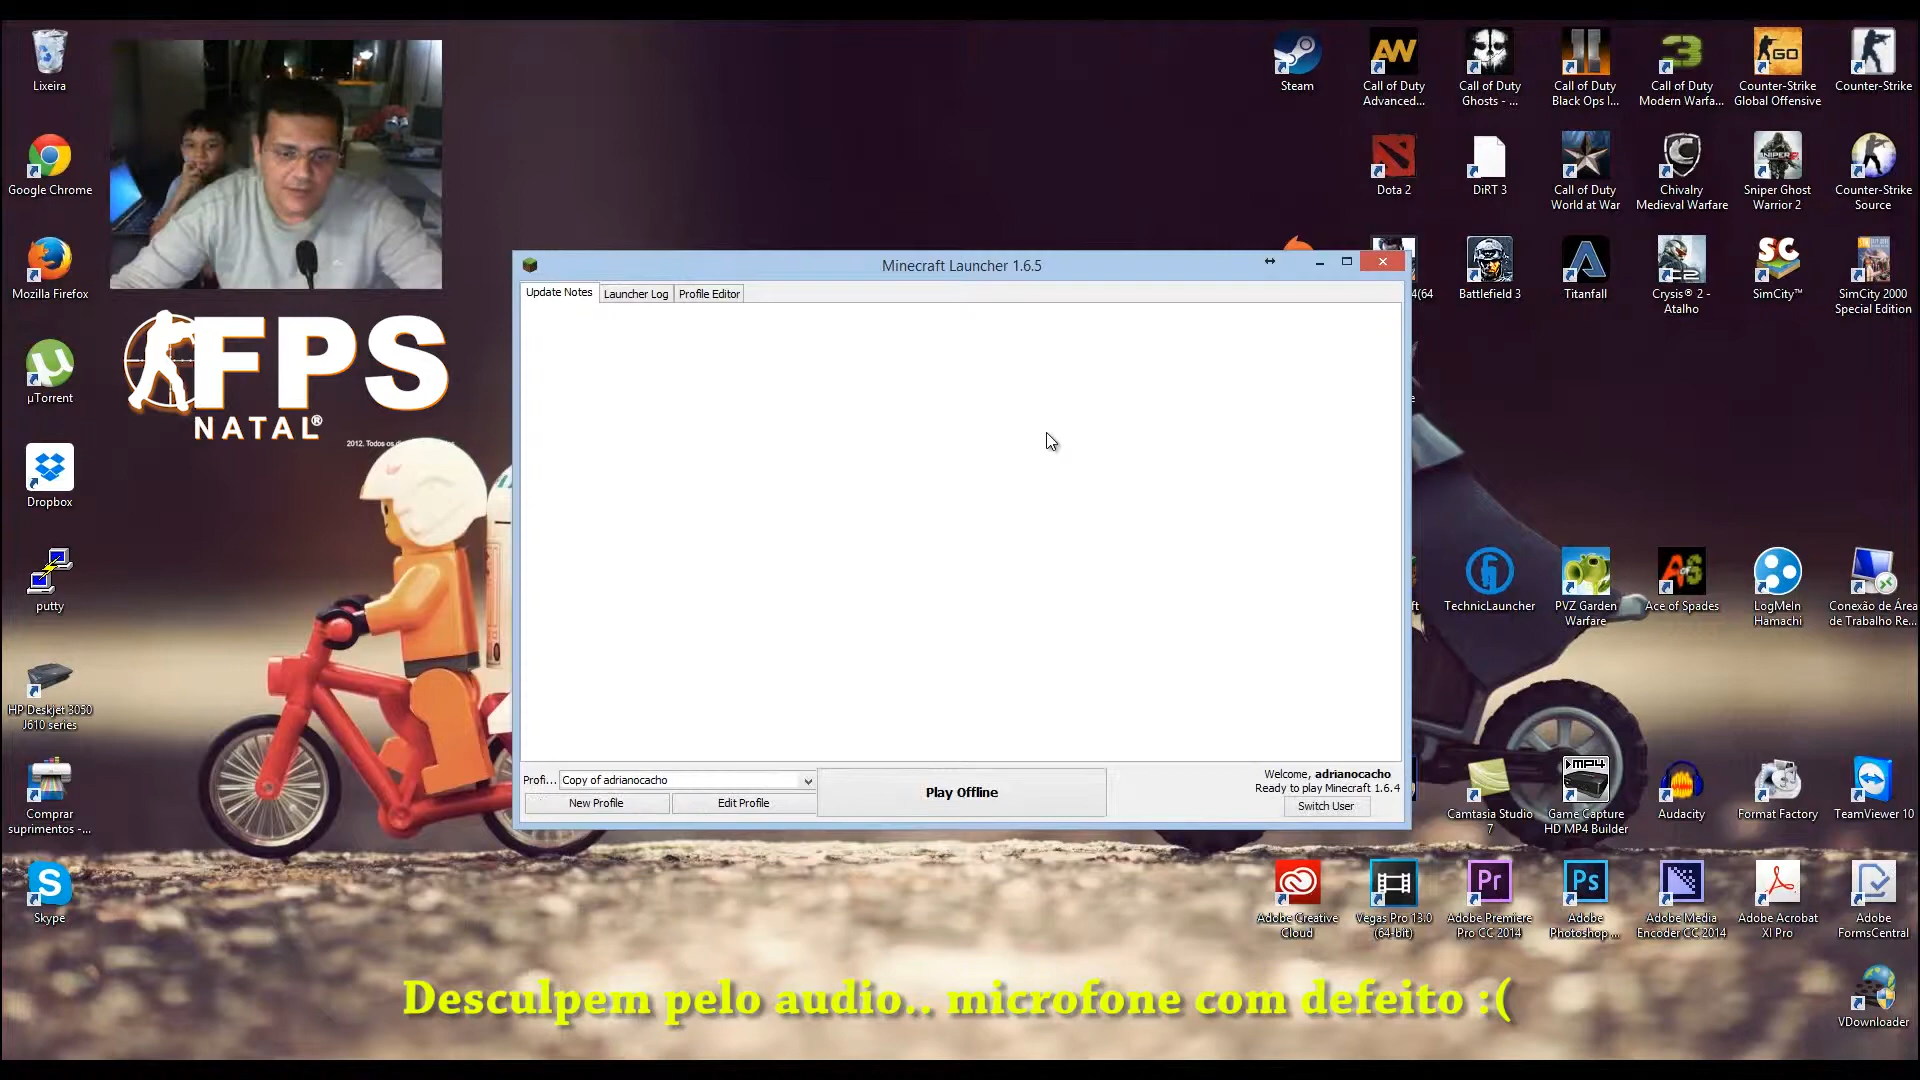 Lixeira
Google Chrome
Mozilla Firefox
µTorrent
Dropbox
putty
HP Deskjet 3050
J610 series
Comprar
suprimentos -...
Skype
FPS
NATAL®
2012. Todos os
Steam
Call of Duty
Advanced...
Call of Duty
Ghosts - ...
Call of Duty
Black Ops I...
Call of Duty
Modern Warfa...
Counter-Strike
Global Offensive
Counter-Strike
Dota 2
DiRT 3
Call of Duty
World at War
Chivalry
Medieval Warfare
Sniper Ghost
Warrior 2
Counter-Strike
Source
4(64
Battlefield 3
Titanfall
Crysis® 2 -
Atalho
SimCity™
SimCity 2000
Special Edition
Minecraft Launcher 1.6.5
Update Notes
Launcher Log
Profile Editor
Profi...
Copy of adrianocacho
New Profile
Edit Profile
Play Offline
Welcome, adrianocacho
Ready to play Minecraft 1.6.4
Switch User
TechnicLauncher
PVZ Garden
Warfare
Ace of Spades
LogMeIn
Hamachi
Conexão de Área
de Trabalho Re...
Camtasia Studio
7
Game Capture
HD MP4 Builder
Audacity
Format Factory
TeamViewer 10
Adobe Creative
Cloud
Vegas Pro 13.0
(64-bit)
Adobe Premiere
Pro CC 2014
Adobe
Photoshop ...
Adobe Media
Encoder CC 2014
Adobe Acrobat
XI Pro
Adobe
FormsCentral
VDownloader
Desculpem pelo audio.. microfone com defeito :(